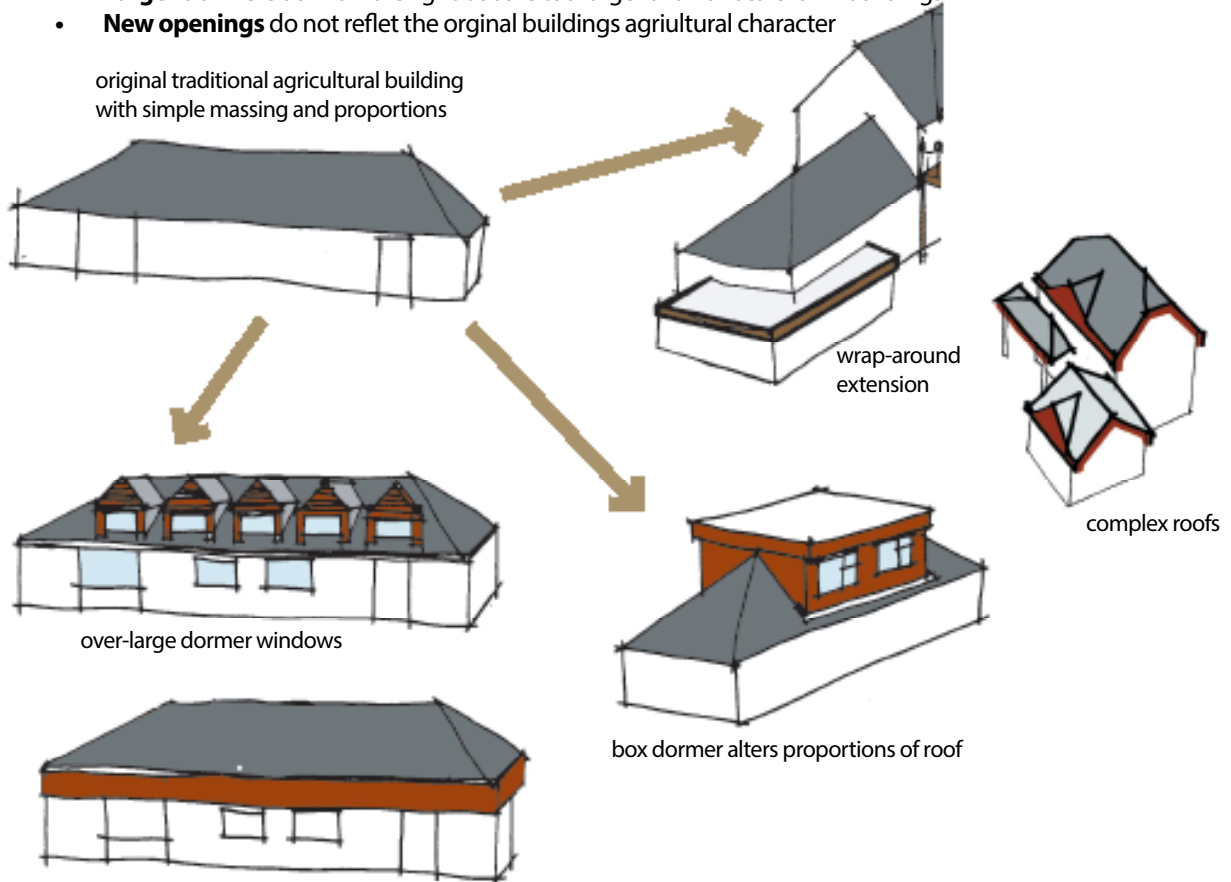 • New openings do not reflet the orginal buildings agriultural character
original traditional agricultural building
with simple massing and proportions
wrap-around
extension
complex roofs
over-large dormer windows
box dormer alters proportions of roof